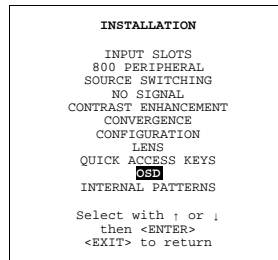 INSTALLATION
INPUT SLOTS
800 PERIPHERAL
SOURCE SWITCHING
NO SIGNAL
CONTRAST ENHANCEMENT
CONVERGENCE
CONFIGURATION
LENS
QUICK ACCESS KEYS
OSD
INTERNAL PATTERNS
Select with ↑ or ↓
then <ENTER>
<EXIT> to return